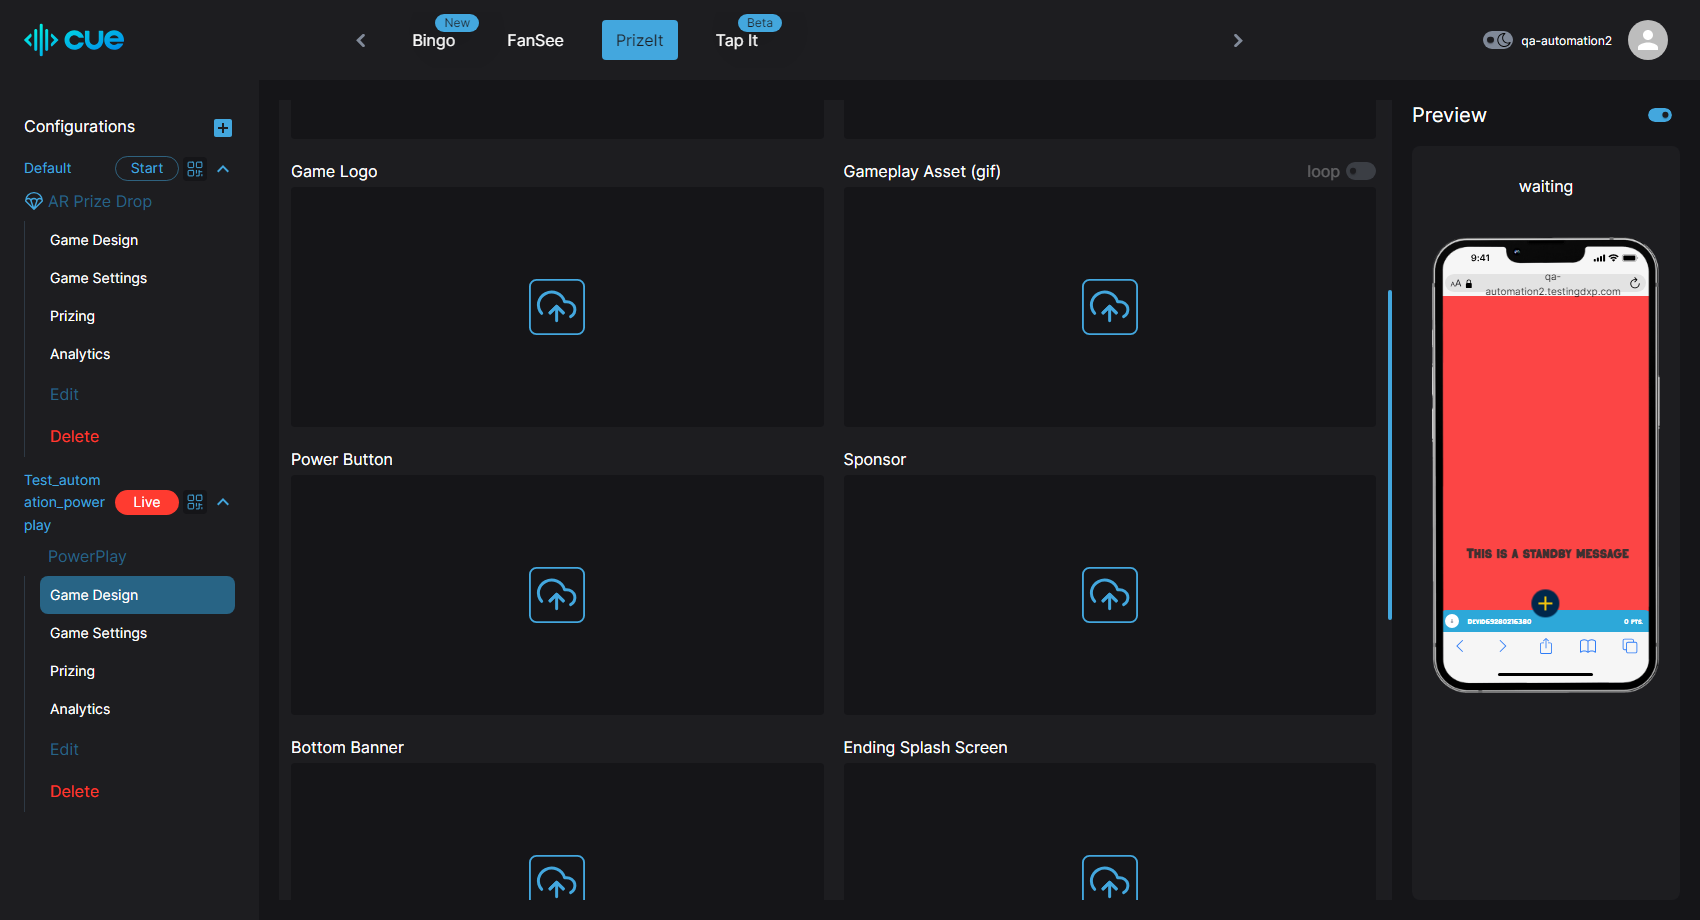 cue
New
Bingo
FanSee
PrizeIt
Beta
Tap It
qa-automation2
Configurations
Default
Start
AR Prize Drop
Game Design
Game Settings
Prizing
Analytics
Edit
Delete
Test_autom
ation_power
play
Live
PowerPlay
Game Design
Game Settings
Prizing
Analytics
Edit
Delete
Game Logo
Gameplay Asset (gif)
loop
Power Button
Sponsor
Bottom Banner
Ending Splash Screen
Preview
waiting
9:41
AA
qa-
automation2.testingdxp.com
This is a standby message
0 PTS.